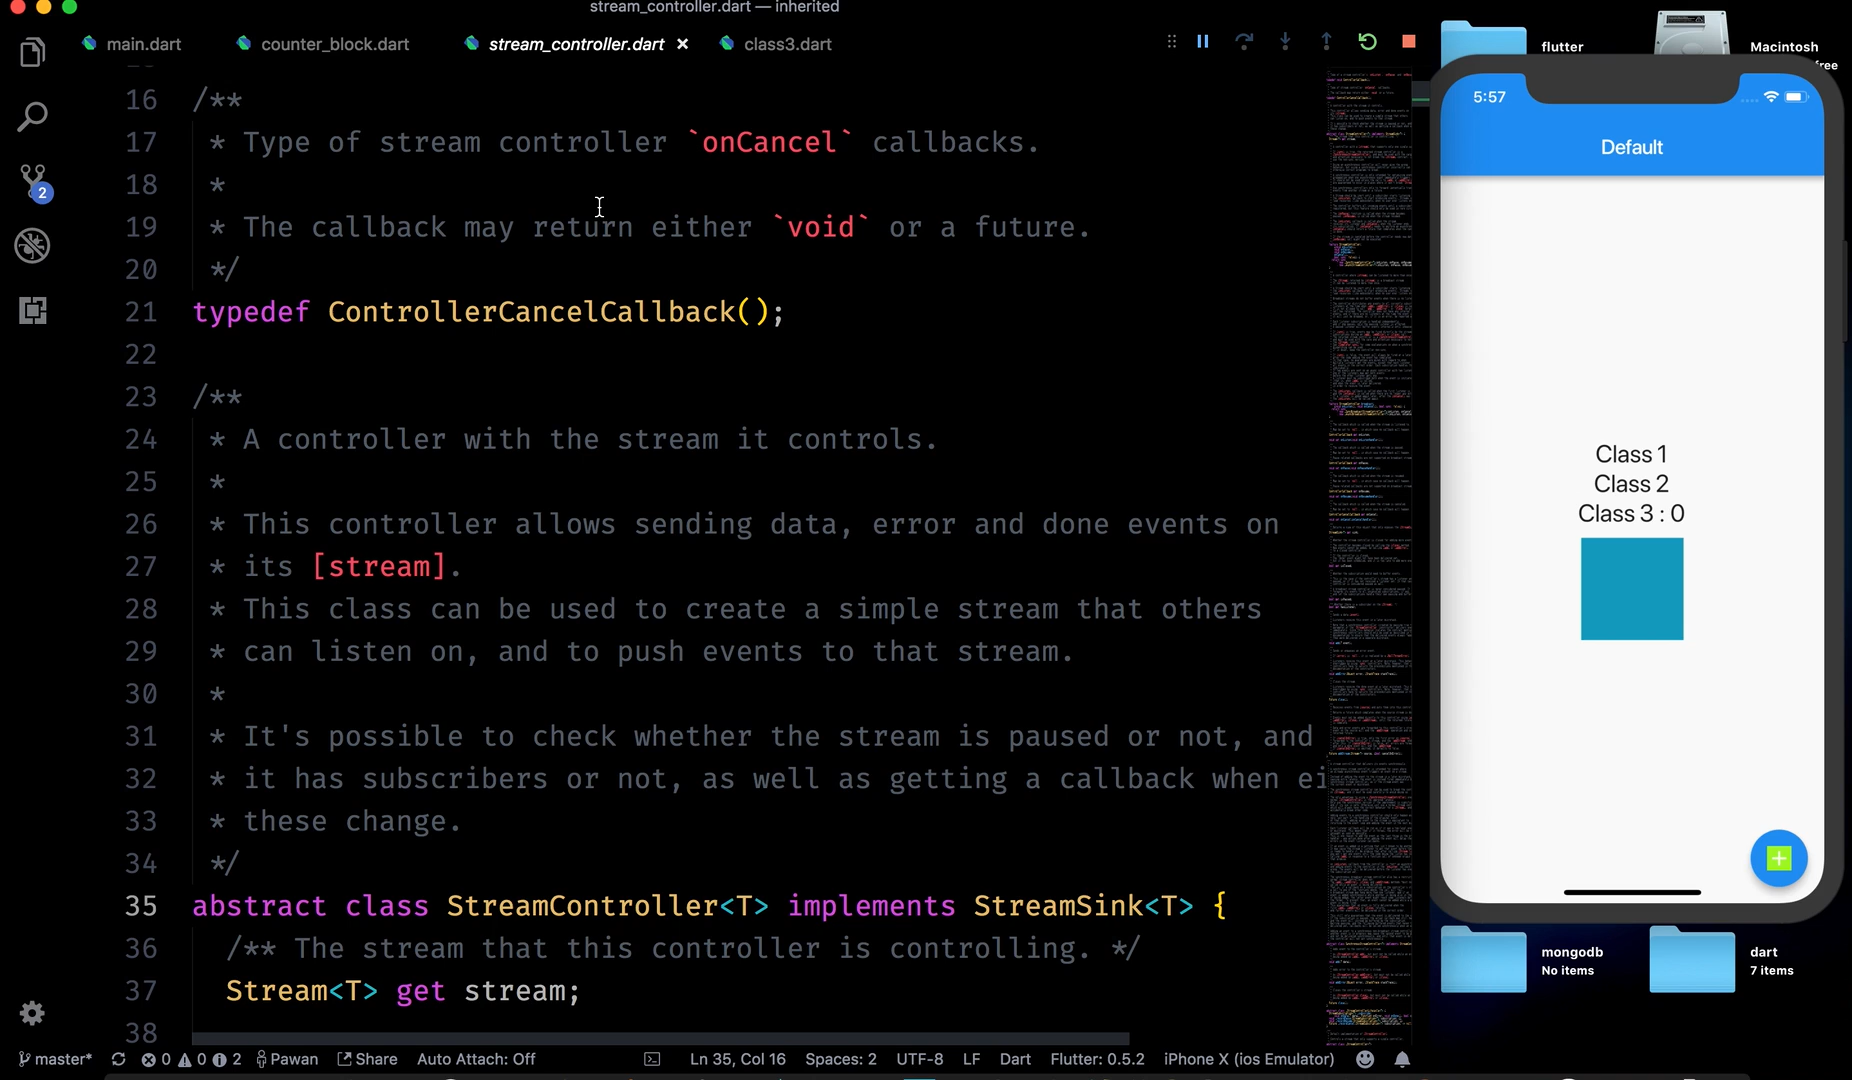 stream_controller.dart — inherited
main.dart
counter_block.dart
stream_controller.dart ×
class3.dart
16 /**
17 * Type of stream controller `onCancel` callbacks.
18 *
19 * The callback may return either `void` or a future.
20 */
21 typedef ControllerCancelCallback();
22
23 /**
24 * A controller with the stream it controls.
25 *
26 * This controller allows sending data, error and done events on
27 * its [stream].
28 * This class can be used to create a simple stream that others
29 * can listen on, and to push events to that stream.
30 *
31 * It's possible to check whether the stream is paused or not, and
32 * it has subscribers or not, as well as getting a callback when ei
33 * these change.
34 */
35 abstract class StreamController<T> implements StreamSink<T> {
36 /** The stream that this controller is controlling. */
37 Stream<T> get stream;
38
2
master* 0 0 2 Pawan Share Auto Attach: Off Ln 35, Col 16 Spaces: 2 UTF-8 LF Dart Flutter: 0.5.2 iPhone X (ios Emulator)
flutter
Macintosh
free
5:57
Default
Class 1
Class 2
Class 3 : 0
mongodb
No items
dart
7 items